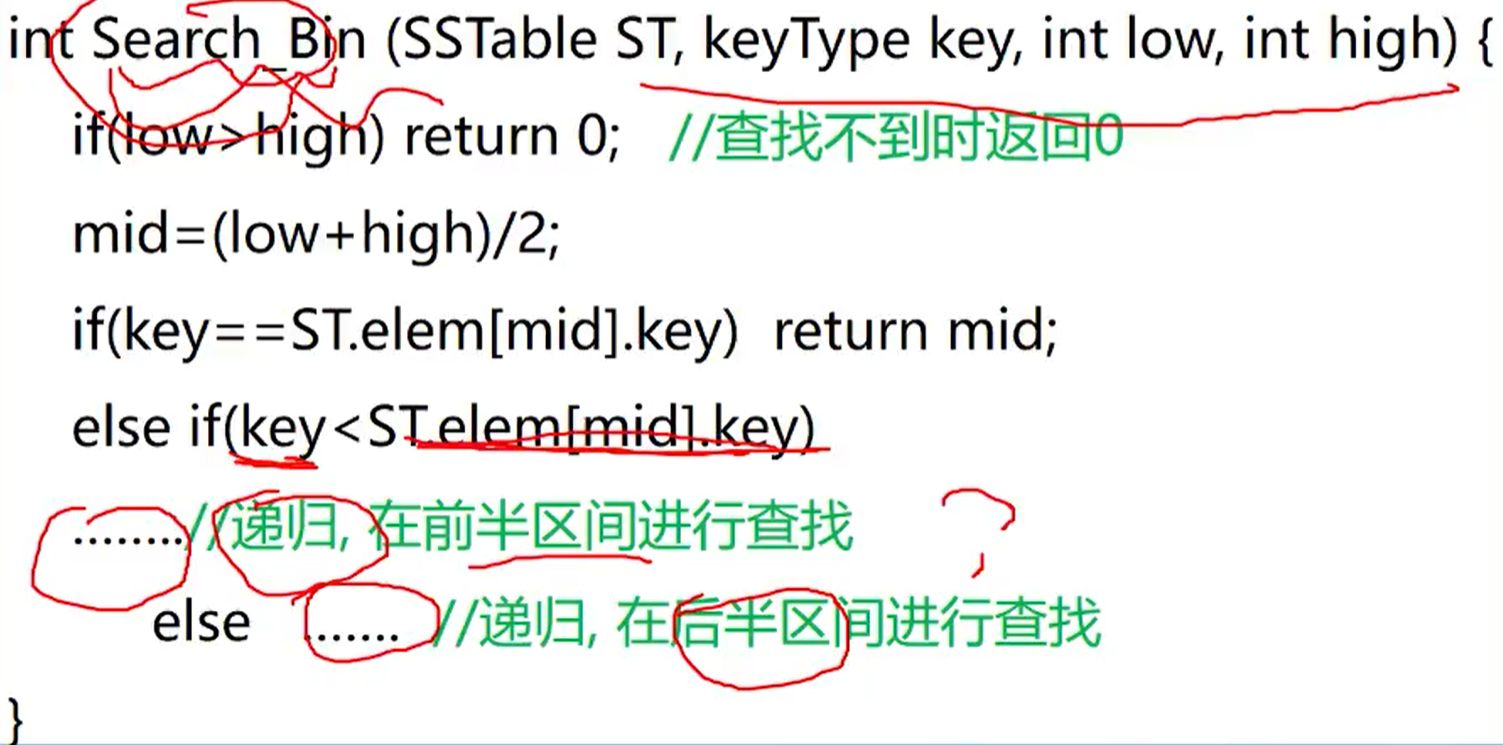 int Search_Bin (SSTable ST, keyType key, int low, int high) {
if(low>high) return 0; //查找不到时返回0
mid=(low+high)/2;
if(key==ST.elem[mid].key) return mid;
else if(key<ST.elem[mid].key)
........//递归, 在前半区间进行查找
else ....... //递归, 在后半区间进行查找
}